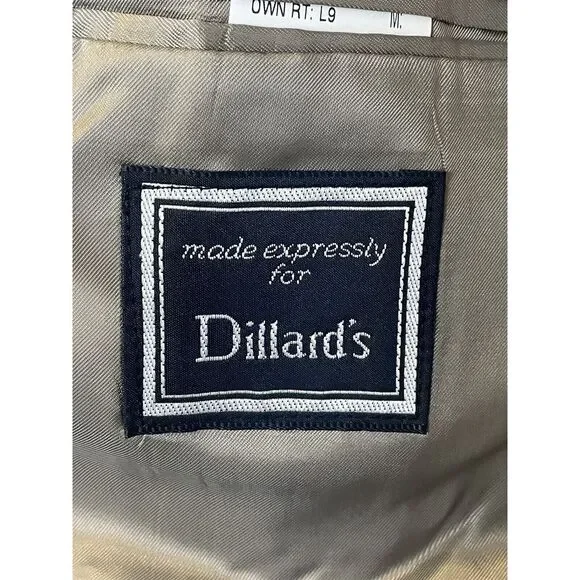 OWN RT: L9 M.
made expressly
for
Dillard's